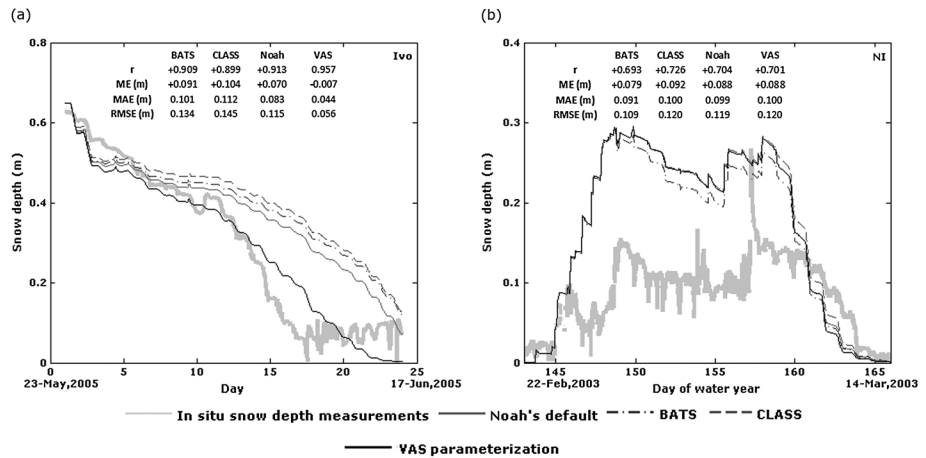 (a)
(b)
0.8
BATS CLASS Noah VAS
Ivo
r +0.909 +0.899 +0.913 0.957
ME (m) +0.091 +0.104 +0.070 -0.007
MAE (m) 0.101 0.112 0.083 0.044
RMSE (m) 0.134 0.145 0.115 0.056
0.6
0.4
0.2
0
Snow depth (m)
5 10 15 20 25
23-May,2005 Day 17-Jun,2005
0.4
BATS CLASS Noah VAS
NI
r +0.693 +0.726 +0.704 +0.701
ME (m) +0.079 +0.092 +0.088 +0.088
MAE (m) 0.091 0.100 0.099 0.100
RMSE (m) 0.109 0.120 0.119 0.120
0.3
0.2
0.1
0
Snow depth (m)
145 150 155 160 165
22-Feb,2003 Day of water year 14-Mar,2003
In situ snow depth measurements Noah's default BATS CLASS
VAS parameterization